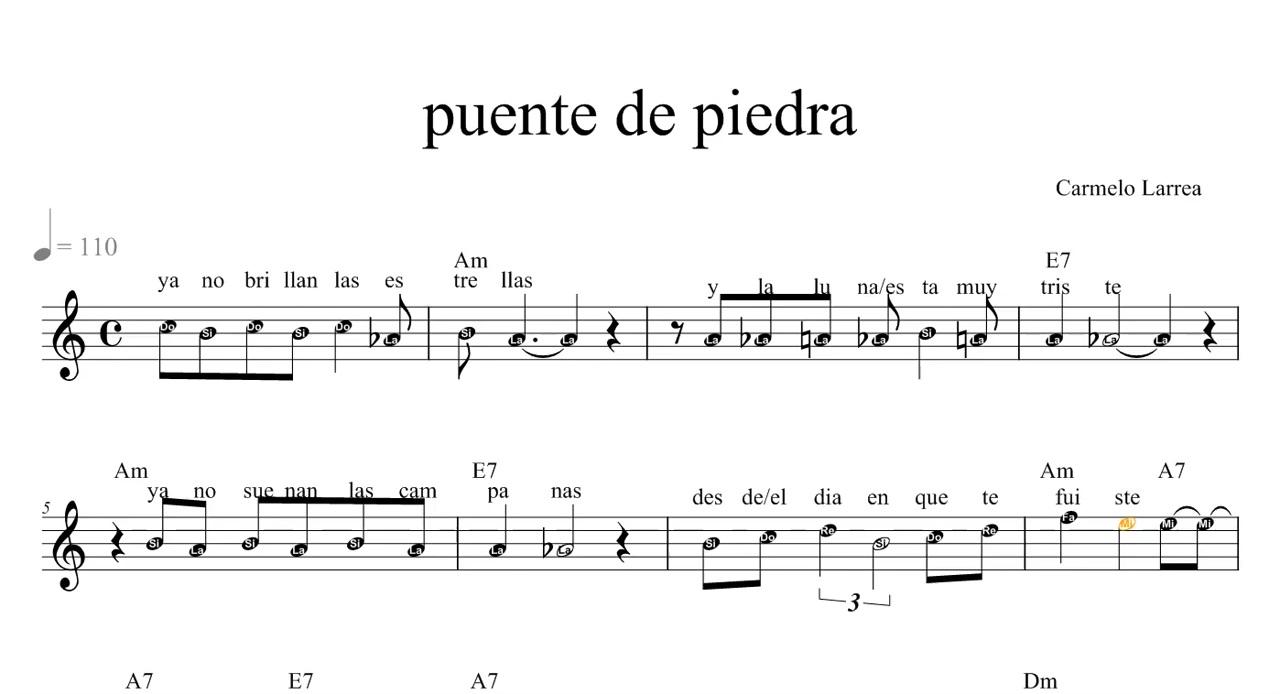 puente de piedra
Carmelo Larrea
= 110
Am E7
ya no bri llan las es tre llas y la lu na/es ta muy tris te
Do Si Do Si Do La Si La La La La La La Si La La La La
Am E7 Am A7
ya no sue nan las cam pa nas des de/el dia en que te fui ste
5
Si La Si La Si La La La Si Do Re Si Do Re Fa Mi Mi Mi
3
A7 E7 A7 Dm